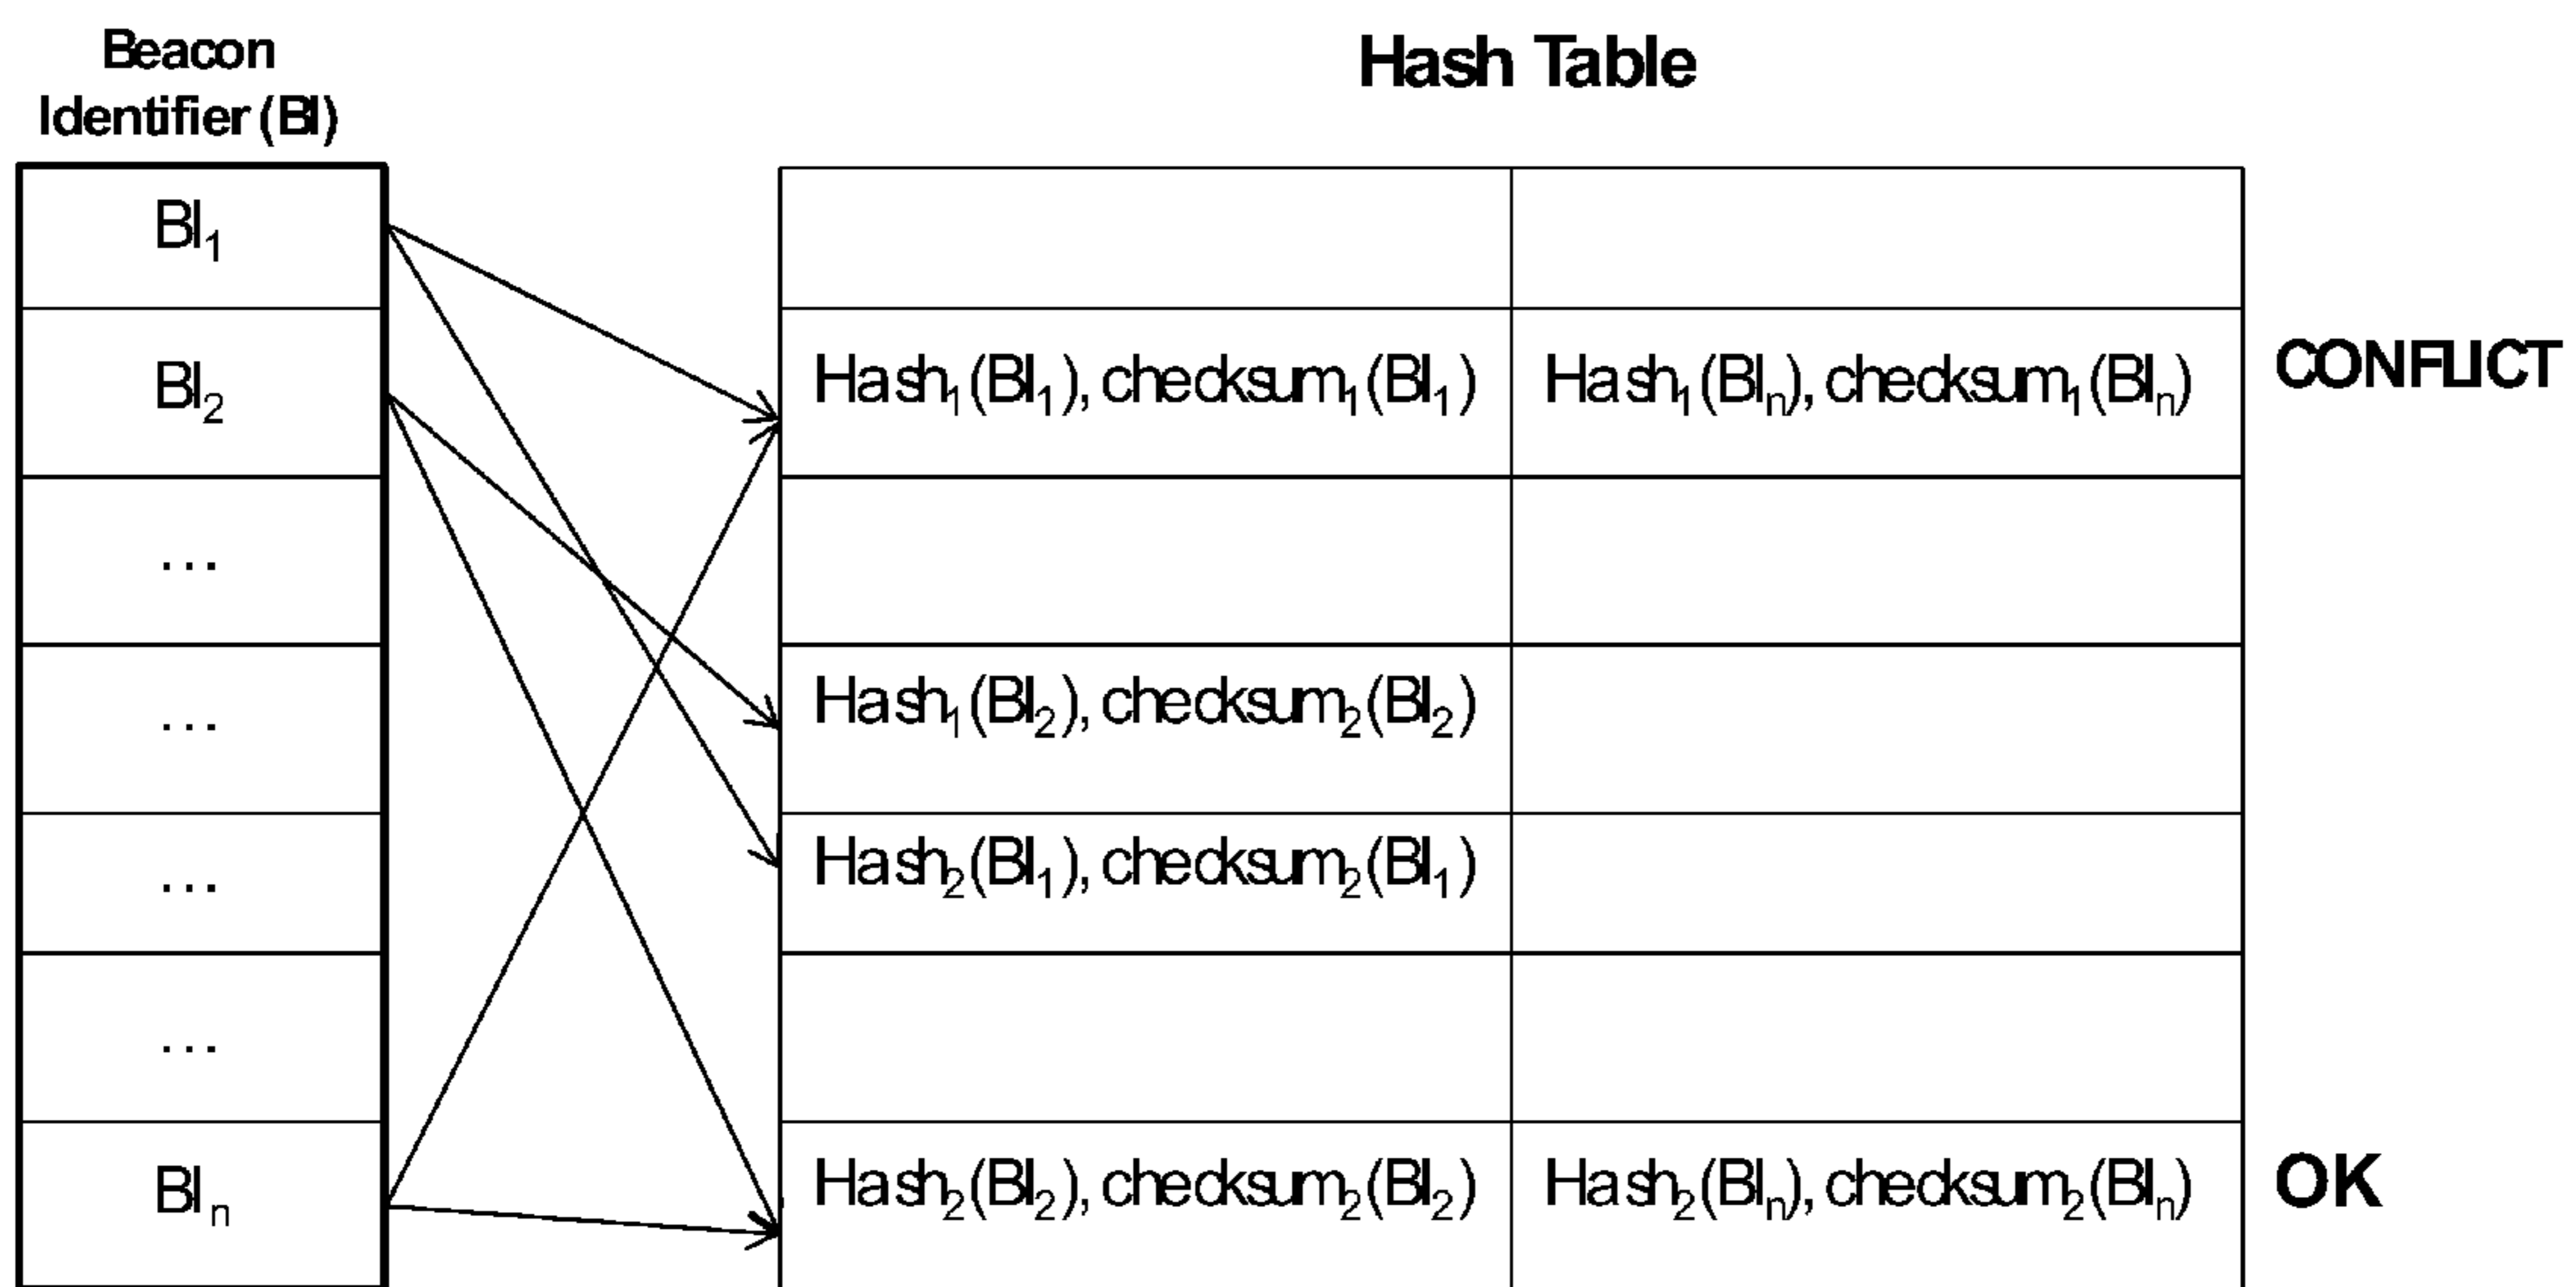 Beacon
Identifier (BI)
Hash Table
BI₁
BI₂
...
...
...
...
BIₙ
Hash₁(BI₁), checksum₁(BI₁) Hash₁(BIₙ), checksum₁(BIₙ) CONFLICT
Hash₁(BI₂), checksum₂(BI₂)
Hash₂(BI₁), checksum₂(BI₁)
Hash₂(BI₂), checksum₂(BI₂) Hash₂(BIₙ), checksum₂(BIₙ) OK